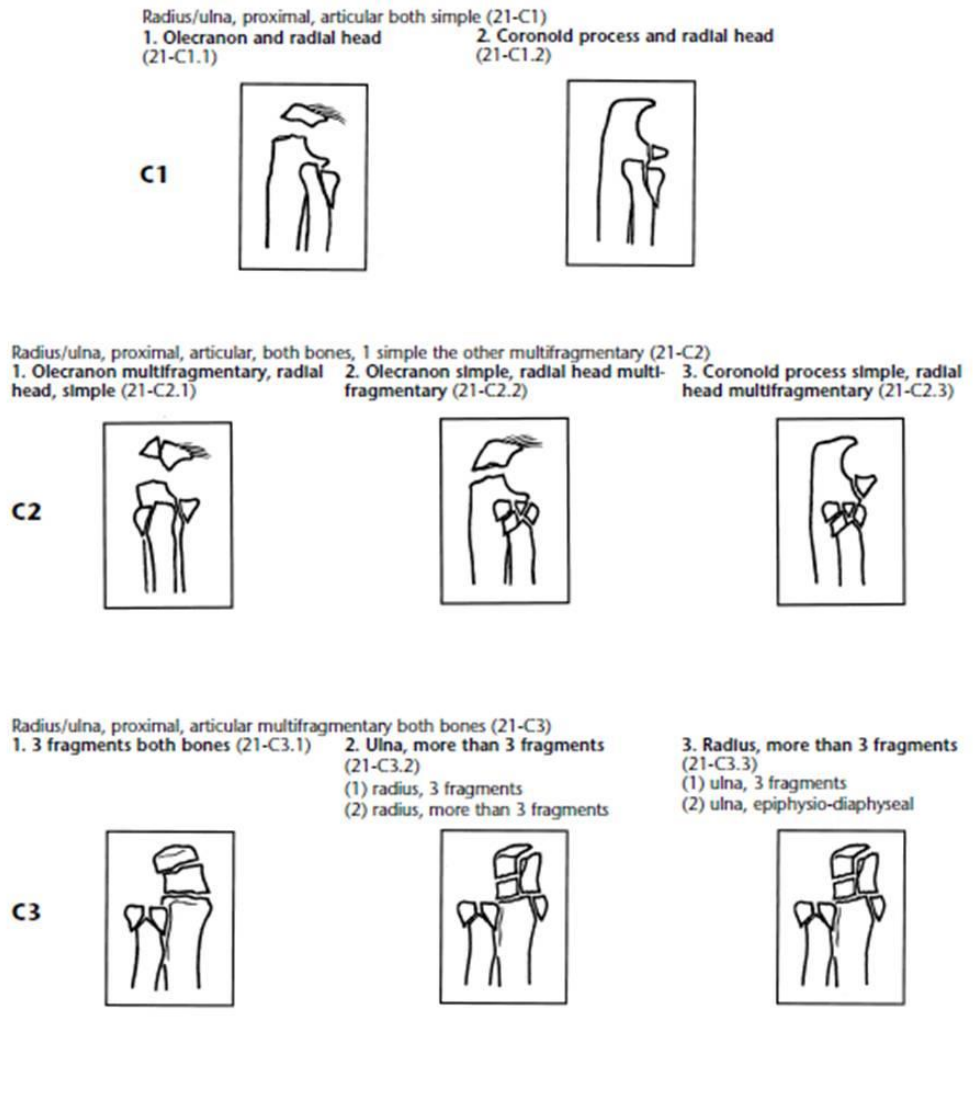 Radius/ulna, proximal, articular both simple (21-C1)
1. Olecranon and radial head
(21-C1.1)
2. Coronoid process and radial head
(21-C1.2)
C1
Radius/ulna, proximal, articular, both bones, 1 simple the other multifragmentary (21-C2)
1. Olecranon multifragmentary, radial
head, simple (21-C2.1)
2. Olecranon simple, radial head multi-
fragmentary (21-C2.2)
3. Coronoid process simple, radial
head multifragmentary (21-C2.3)
C2
Radius/ulna, proximal, articular multifragmentary both bones (21-C3)
1. 3 fragments both bones (21-C3.1)
2. Ulna, more than 3 fragments
(21-C3.2)
(1) radius, 3 fragments
(2) radius, more than 3 fragments
3. Radius, more than 3 fragments
(21-C3.3)
(1) ulna, 3 fragments
(2) ulna, epiphysio-diaphyseal
C3